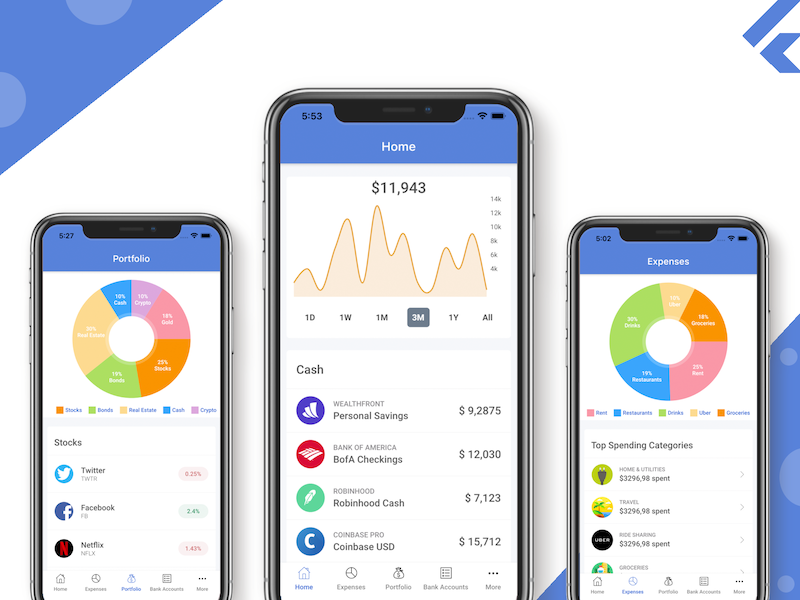 5:27
Portfolio
10%
Cash
10%
Crypto
18%
Gold
25%
Stocks
19%
Bonds
Real Estate
Stocks
Bonds
Real Estate
Cash
Crypto
Stocks
Twitter
TWTR
0.25%
Facebook
FB
2.4%
Netflix
NFLX
1.43%
Home
Expenses
Portfolio
Bank Accounts
More
5:53
Home
$11,943
14k
12k
10k
8k
6k
4k
1D
1W
1M
3M
1Y
All
Cash
WEALTHFRONT
Personal Savings
$ 9,2875
BANK OF AMERICA
BofA Checkings
$ 12,030
ROBINHOOD
Robinhood Cash
$ 7,123
COINBASE PRO
Coinbase USD
$ 15,712
Home
Expenses
Portfolio
Bank Accounts
More
5:02
Expenses
Uber
18%
Groceries
30%
Drinks
19%
Restaurants
25%
Rent
Rent
Restaurants
Drinks
Uber
Groceries
Top Spending Categories
HOME & UTILITIES
$3296,98 spent
TRAVEL
$3296,98 spent
UBER
RIDE SHARING
$3296,98 spent
GROCERIES
Home
Expenses
Portfolio
Bank Accounts
More